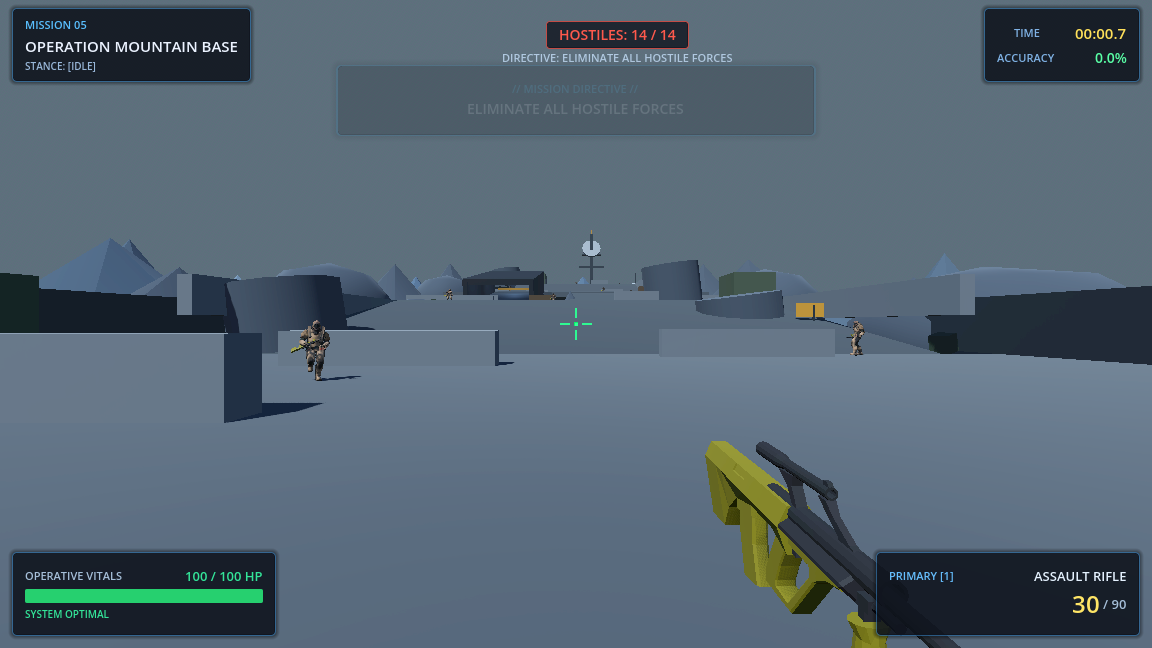 MISSION 05
OPERATION MOUNTAIN BASE
STANCE: [IDLE]
HOSTILES: 14 / 14
DIRECTIVE: ELIMINATE ALL HOSTILE FORCES
// MISSION DIRECTIVE //
ELIMINATE ALL HOSTILE FORCES
TIME 00:00.7
ACCURACY 0.0%
OPERATIVE VITALS 100 / 100 HP
SYSTEM OPTIMAL
PRIMARY [1] ASSAULT RIFLE
30 / 90